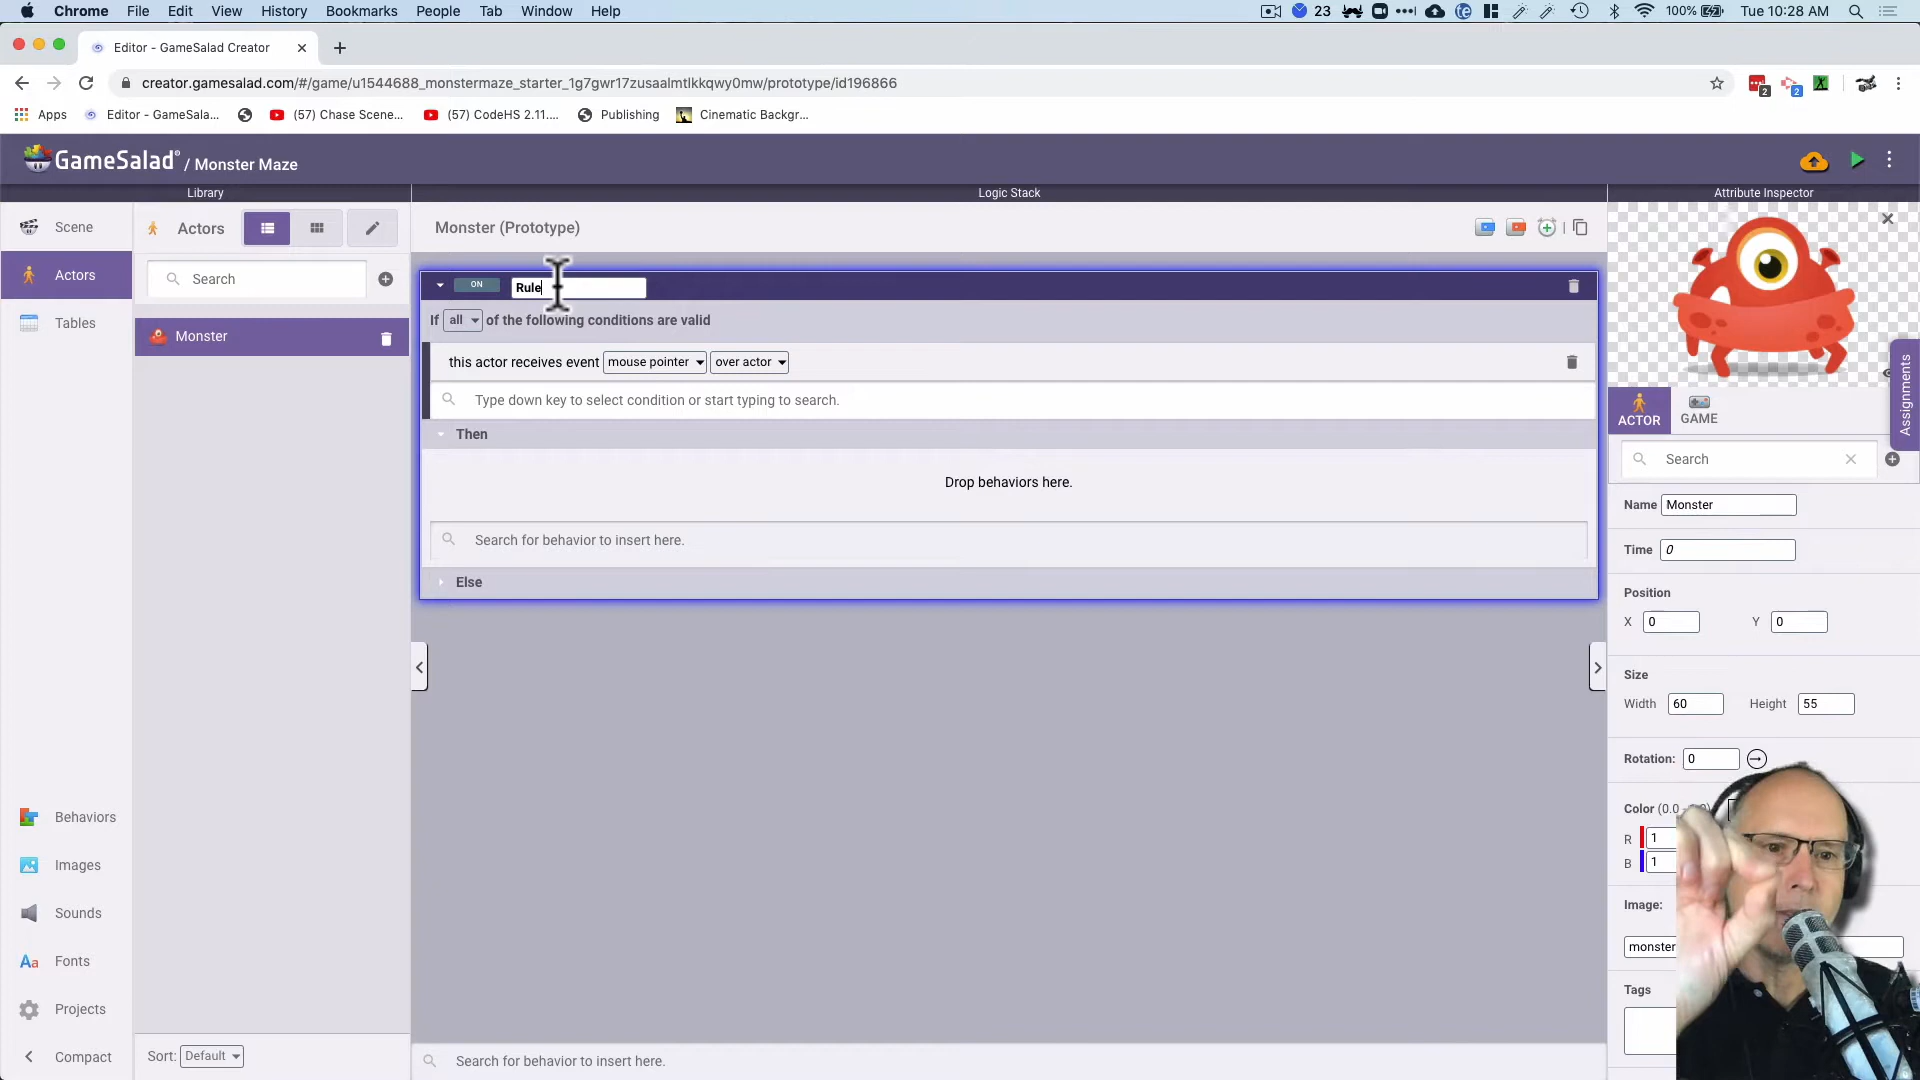 Chrome File Edit View History Bookmarks People Tab Window Help 23 100% Tue 10:28 AM
Editor - GameSalad Creator
creator.gamesalad.com/#/game/u1544688_monstermaze_starter_1g7gwr17zusaalmtlkkqwy0mw/prototype/id196866 2 2
Apps Editor - GameSala... (57) Chase Scene... (57) CodeHS 2.11.... Publishing Cinematic Backgr...
GameSalad® / Monster Maze
Library Logic Stack Attribute Inspector
Scene Actors Monster (Prototype)
Actors Search ON Rule
If all of the following conditions are valid
Tables Monster
this actor receives event mouse pointer over actor
Assignments
Type down key to select condition or start typing to search.
ACTOR GAME
Then
Search
Drop behaviors here.
Name Monster
Search for behavior to insert here.
Time 0
Else
Position
X 0 Y 0
Size
Width 60 Height 55
Rotation: 0
Color (0.0
R 1
B 1
Behaviors
Images
Sounds
Image:
monster
Fonts
Tags
Projects
Compact Sort: Default Search for behavior to insert here.